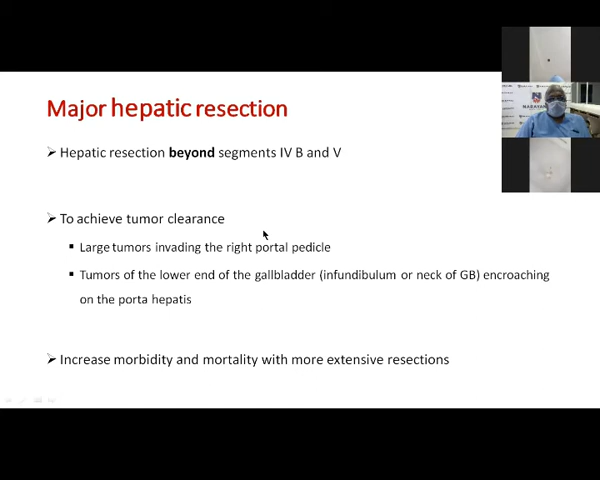 Major hepatic resection
Hepatic resection beyond segments IV B and V
To achieve tumor clearance
Large tumors invading the right portal pedicle
Tumors of the lower end of the gallbladder (infundibulum or neck of GB) encroaching
on the porta hepatis
Increase morbidity and mortality with more extensive resections